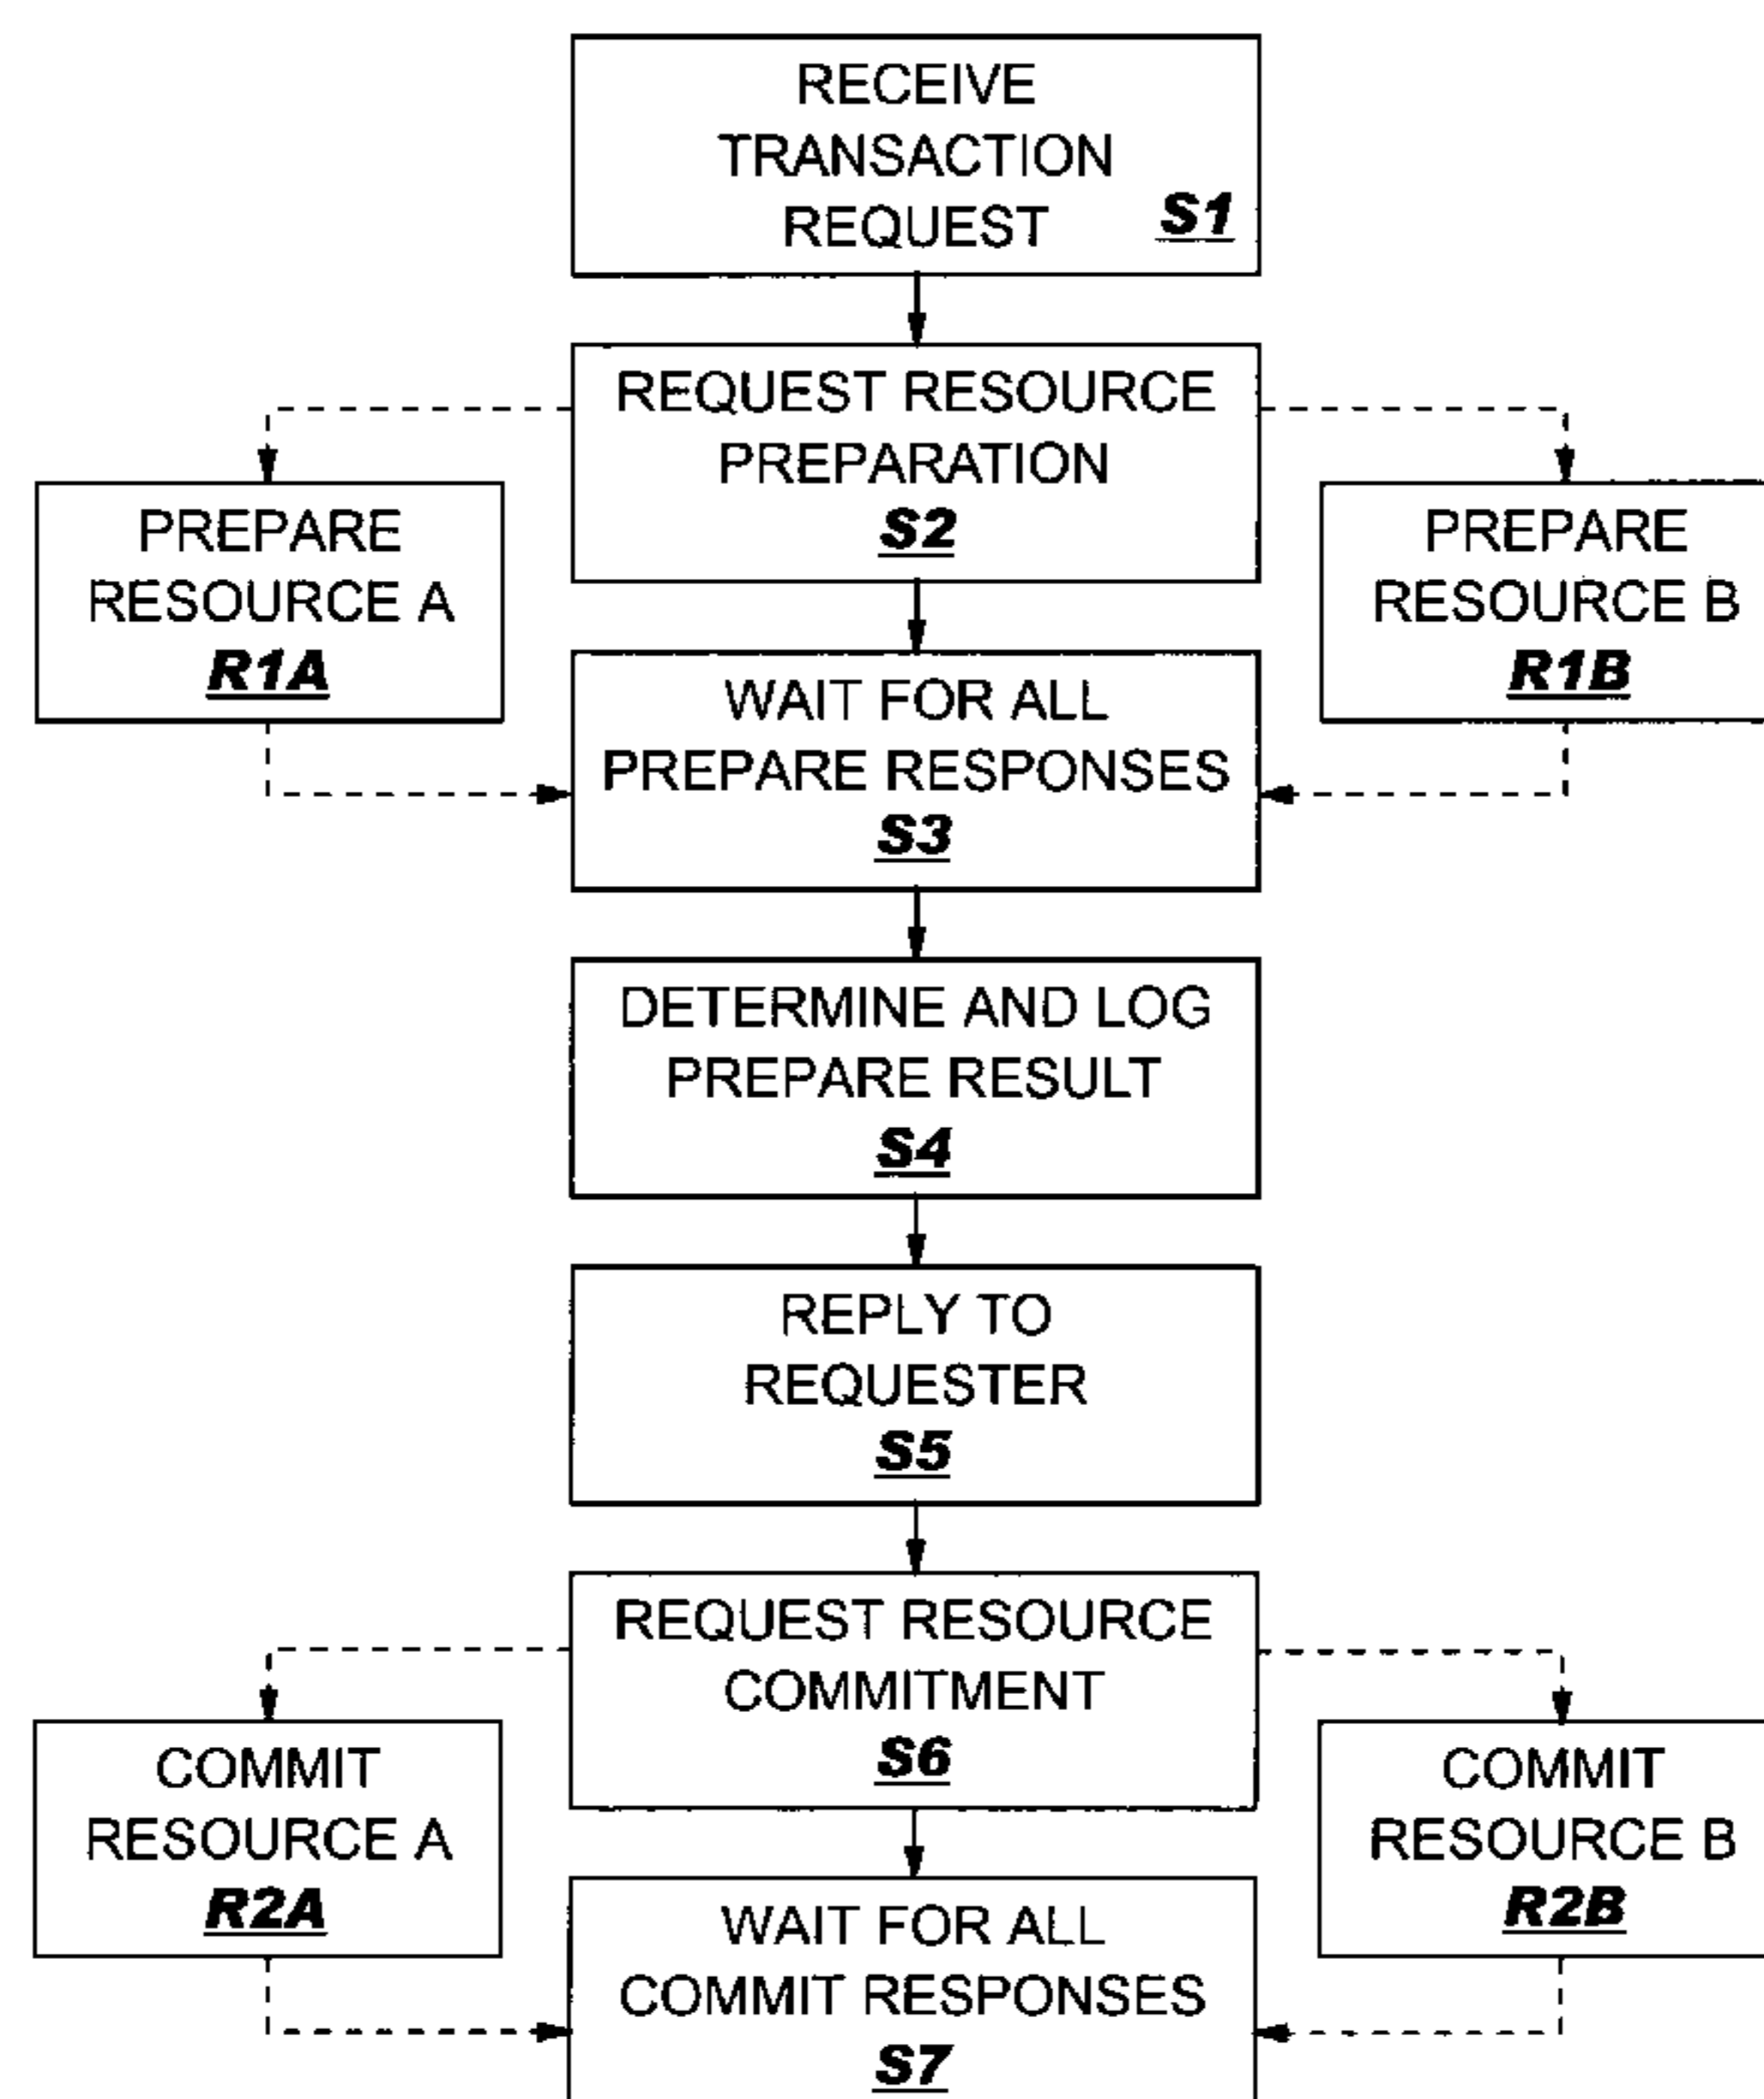 RECEIVE
TRANSACTION
REQUEST
S1
REQUEST RESOURCE
PREPARATION
S2
PREPARE
RESOURCE A
R1A
PREPARE
RESOURCE B
R1B
WAIT FOR ALL
PREPARE RESPONSES
S3
DETERMINE AND LOG
PREPARE RESULT
S4
REPLY TO
REQUESTER
S5
REQUEST RESOURCE
COMMITMENT
S6
COMMIT
RESOURCE A
R2A
COMMIT
RESOURCE B
R2B
WAIT FOR ALL
COMMIT RESPONSES
S7